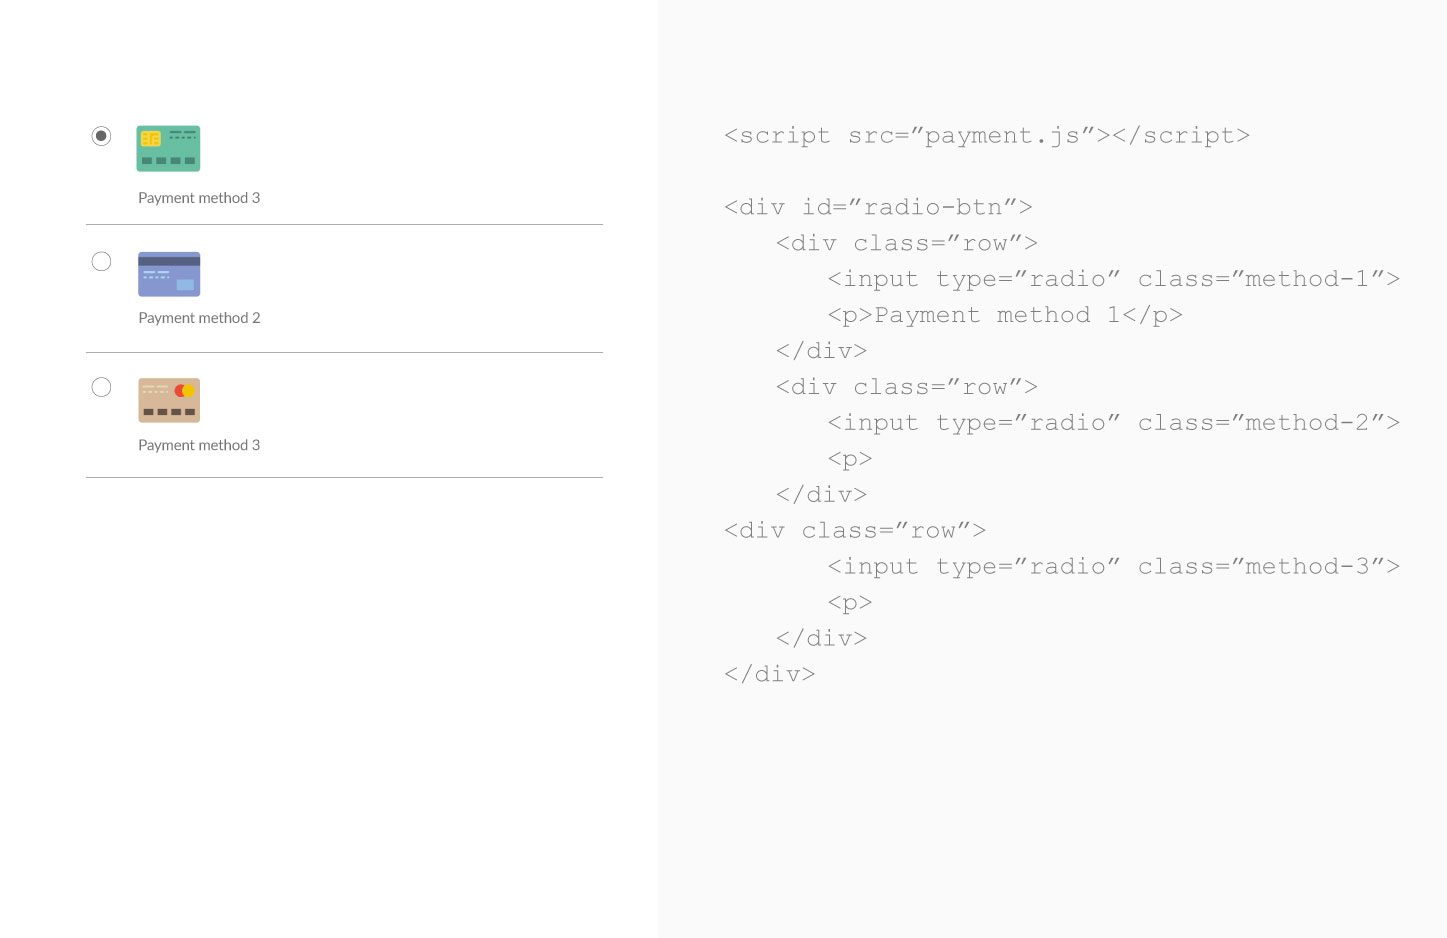 Payment method 3
Payment method 2
Payment method 3
<script src=”payment.js”></script>
<div id=”radio-btn”>
<div class=”row”>
<input type=”radio” class=”method-1”>
<p>Payment method 1</p>
</div>
<div class=”row”>
<input type=”radio” class=”method-2”>
<p>
</div>
<div class=”row”>
<input type=”radio” class=”method-3”>
<p>
</div>
</div>